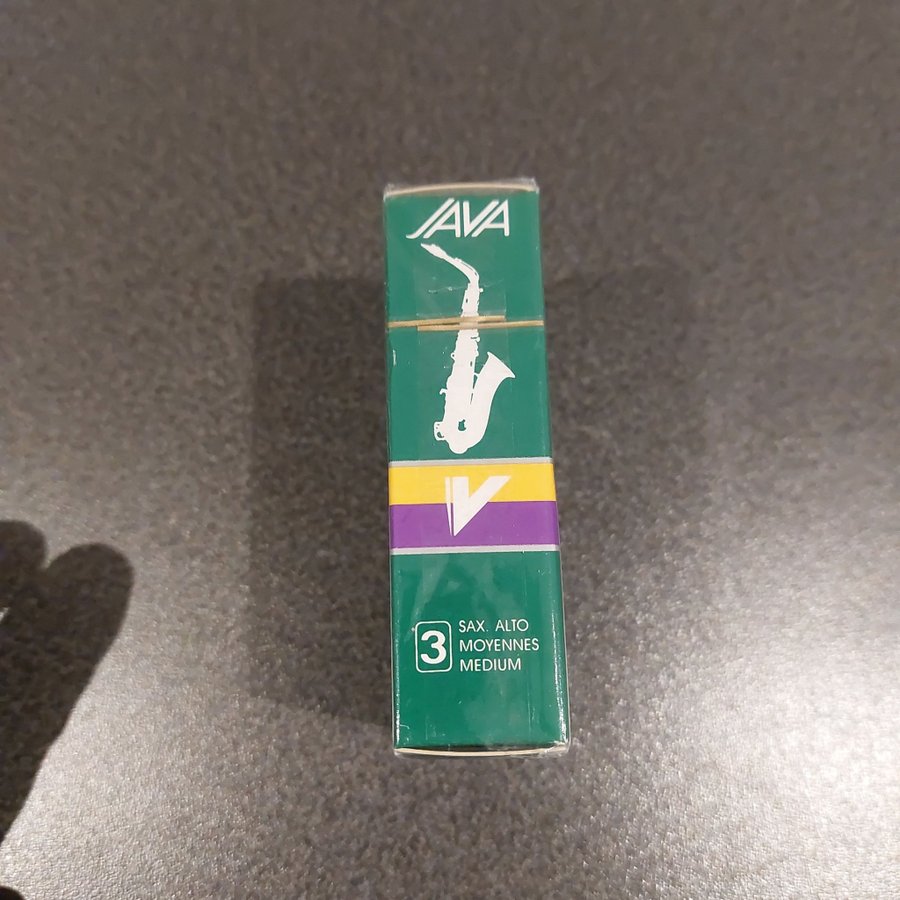 JAVA
V
3
SAX. ALTO
MOYENNES
MEDIUM